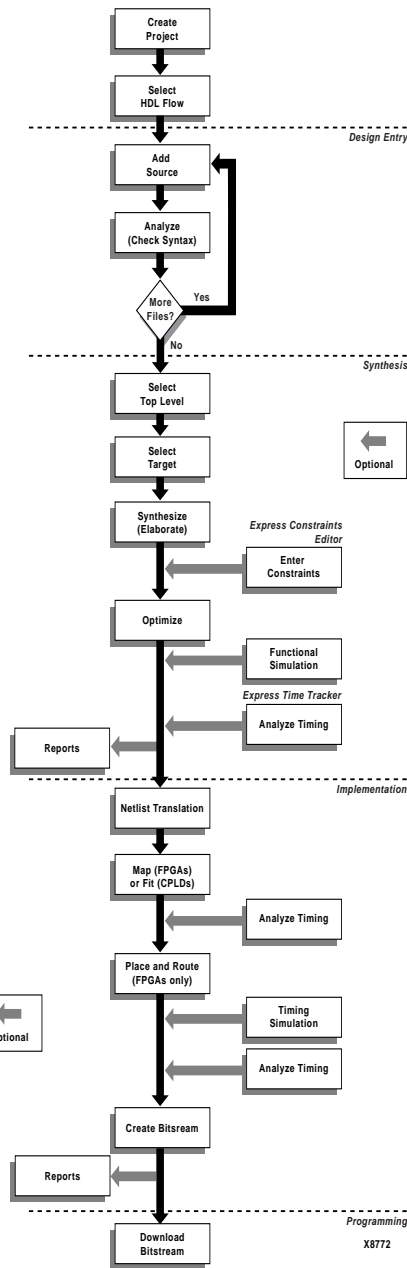 Create
Project
Select
HDL Flow
Design Entry
Add
Source
Analyze
(Check Syntax)
More
Files?
Yes
No
Synthesis
Select
Top Level
Select
Target
Optional
Synthesize
(Elaborate)
Express Constraints
Editor
Enter
Constraints
Optimize
Functional
Simulation
Express Time Tracker
Analyze Timing
Reports
Implementation
Netlist Translation
Map (FPGAs)
or Fit (CPLDs)
Analyze Timing
Place and Route
(FPGAs only)
ptional
Timing
Simulation
Analyze Timing
Create Bitsream
Reports
Programming
Download
Bitstream
X8772